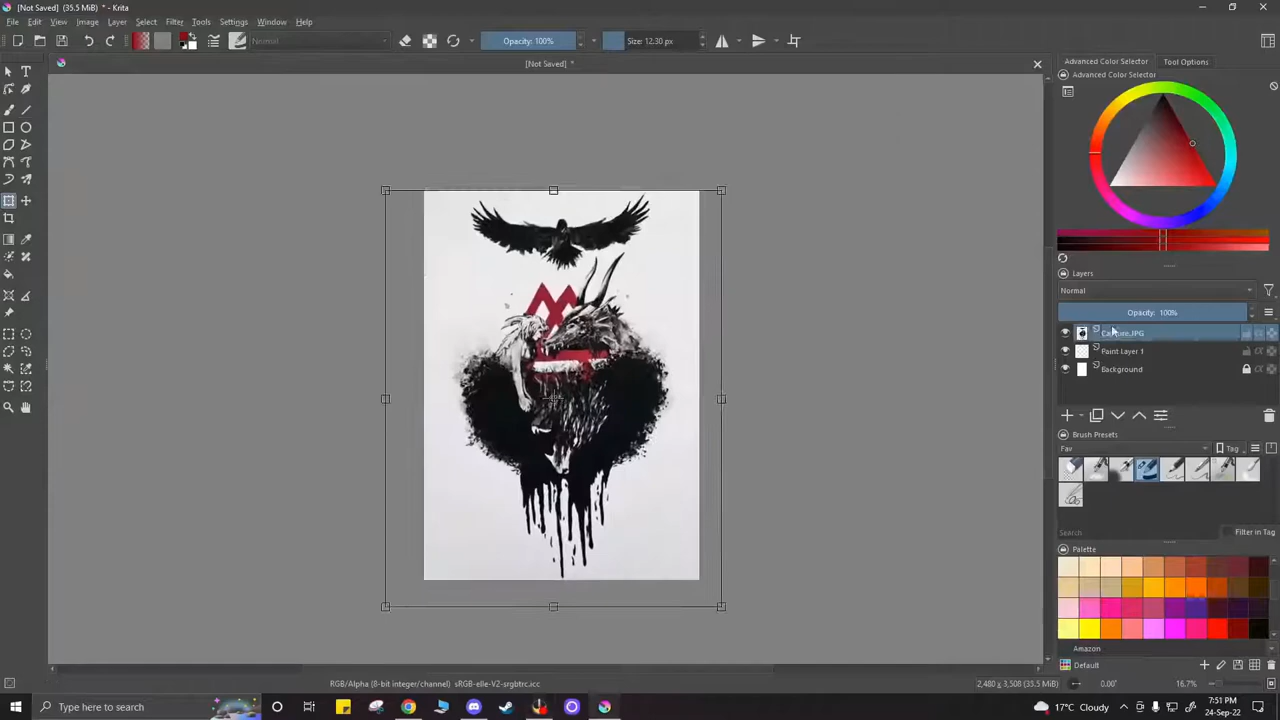 [Not Saved] (35.5 MiB) * - Krita
File Edit View Image Layer Select Filter Tools Settings Window Help
Normal Opacity: 100% Size: 12.30 px
[Not Saved] *
Advanced Color Selector Tool Options
Advanced Color Selector
Layers
Normal
Opacity: 100%
Capture.JPG
Paint Layer 1
Background
Brush Presets
Fav Tag
Search Filter in Tag
Palette
Amazon
Default
RGB/Alpha (8-bit integer/channel) sRGB-elle-V2-srgbtrc.icc
2,480 x 3,508 (35.5 MiB) 0.00° 16.7%
Type here to search
17°C Cloudy
7:51 PM
24-Sep-22